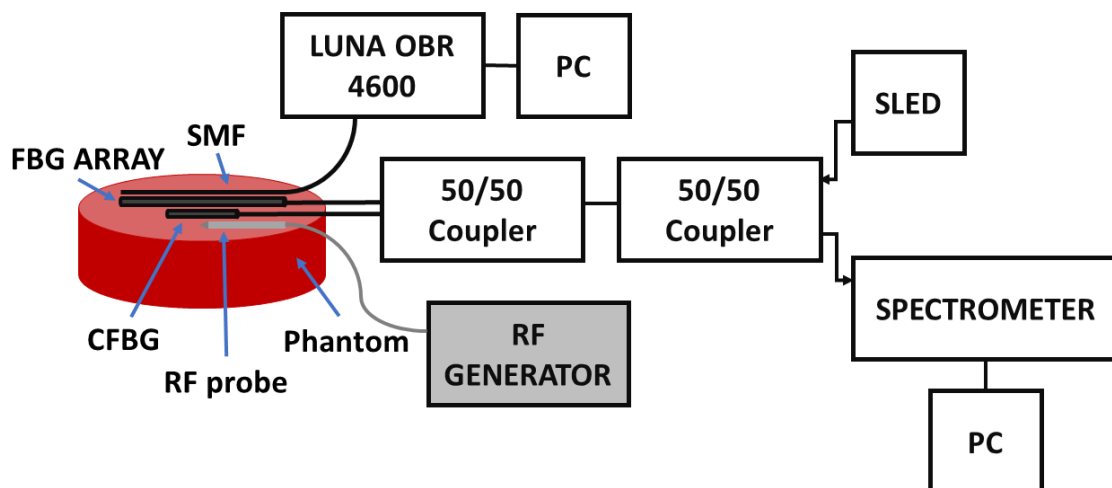 LUNA OBR
4600
PC
SLED
SMF
FBG ARRAY
50/50
Coupler
50/50
Coupler
SPECTROMETER
CFBG
Phantom
RF probe
RF
GENERATOR
PC